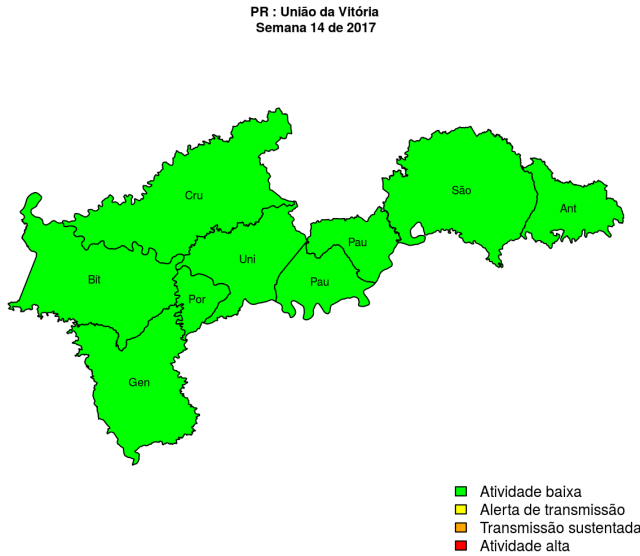 PR : União da Vitória
Semana 14 de 2017
Cru
São
Ant
Pau
Uni
Bit
Pau
Por
Gen
Atividade baixa
Alerta de transmissão
Transmissão sustentada
Atividade alta